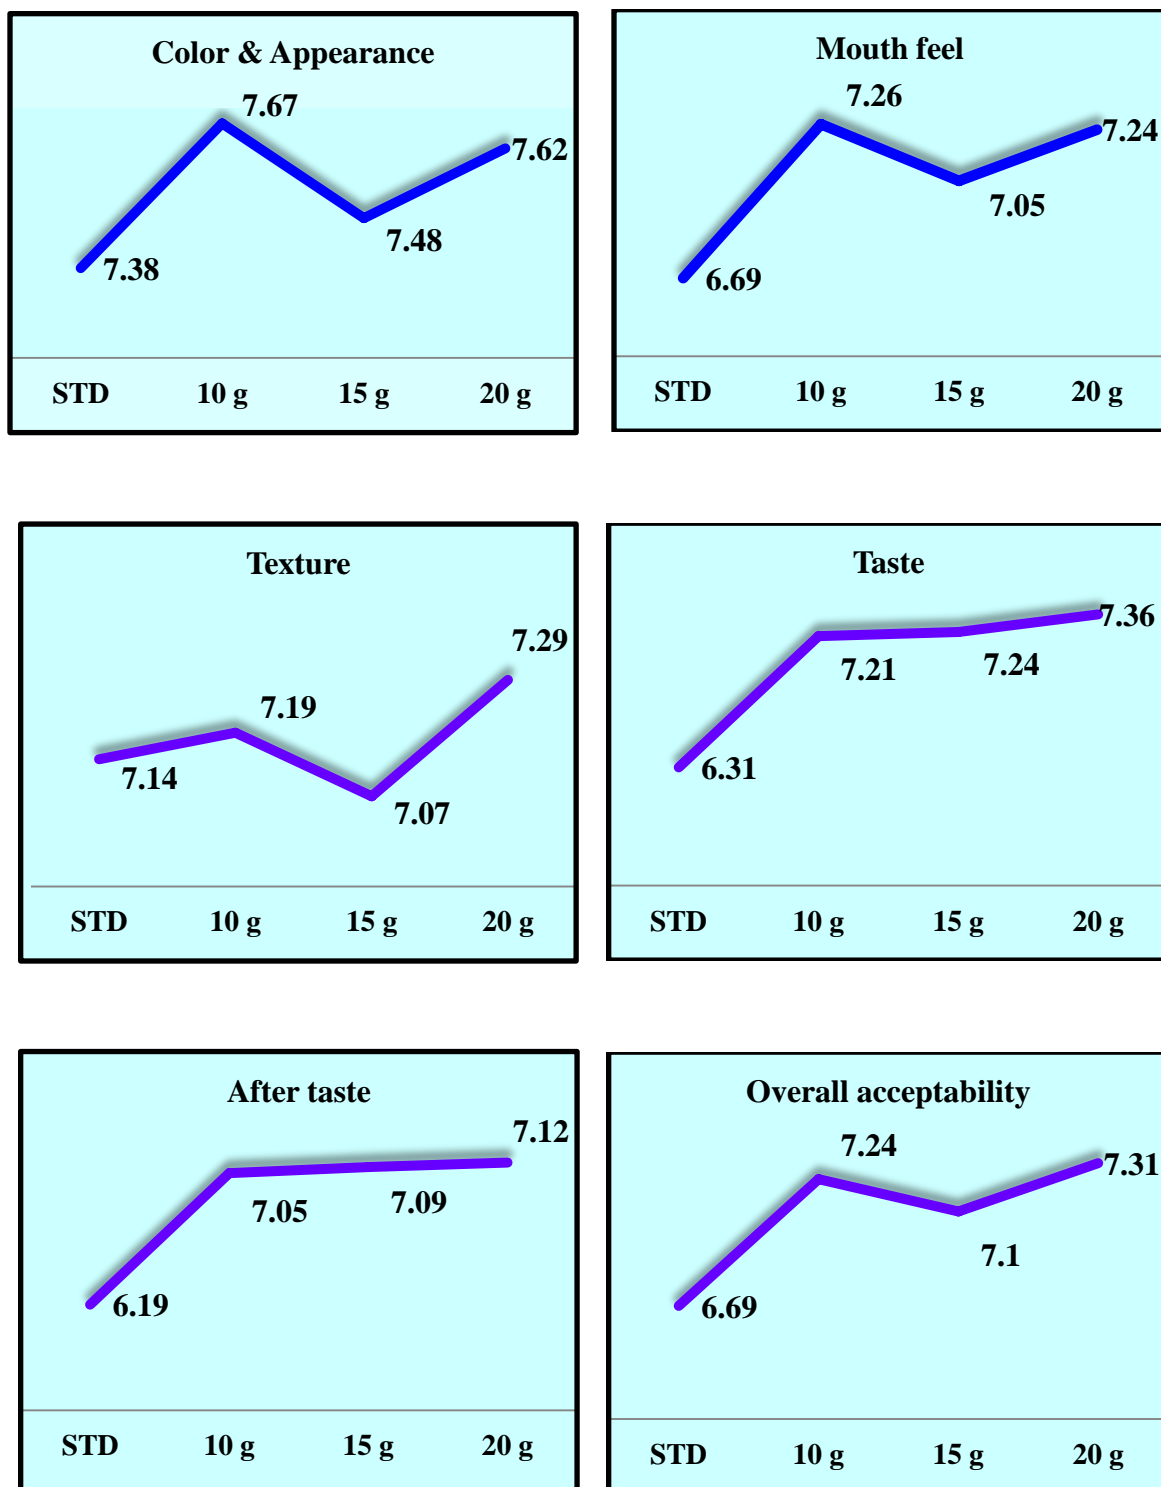 Color & Appearance
7.67
7.62
7.48
7.38
STD 10 g 15 g 20 g
Mouth feel
7.26
7.24
7.05
6.69
STD 10 g 15 g 20 g
Texture
7.29
7.19
7.14
7.07
STD 10 g 15 g 20 g
Taste
7.36
7.21
7.24
6.31
STD 10 g 15 g 20 g
After taste
7.12
7.05
7.09
6.19
STD 10 g 15 g 20 g
Overall acceptability
7.24
7.31
7.1
6.69
STD 10 g 15 g 20 g